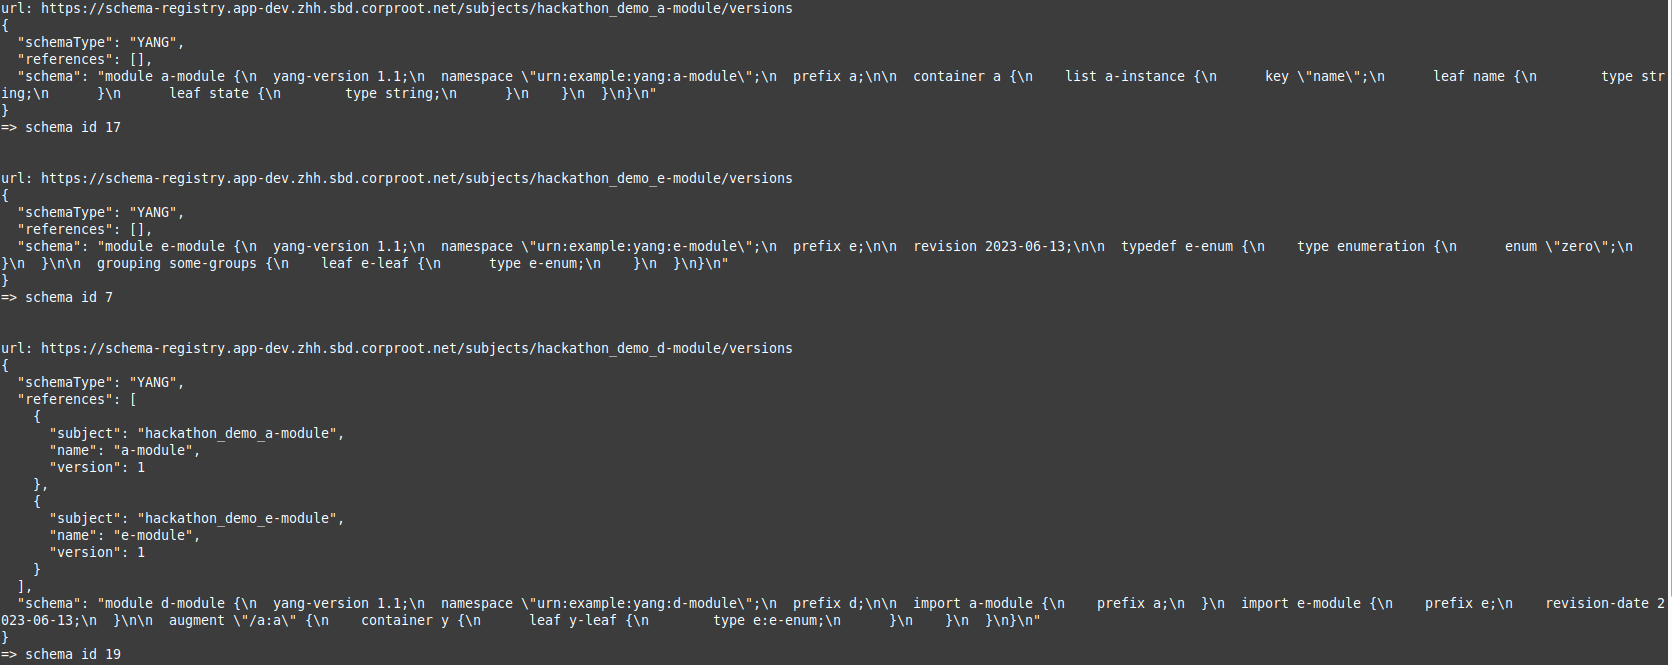 url: https://schema-registry.app-dev.zhh.sbd.corproot.net/subjects/hackathon_demo_a-module/versions
{
  "schemaType": "YANG",
  "references": [],
  "schema": "module a-module {\n  yang-version 1.1;\n  namespace \"urn:example:yang:a-module\";\n  prefix a;\n\n  container a {\n    list a-instance {\n      key \"name\";\n      leaf name {\n        type str
ing;\n      }\n      leaf state {\n        type string;\n      }\n    }\n  }\n}\n"
}
=> schema id 17
url: https://schema-registry.app-dev.zhh.sbd.corproot.net/subjects/hackathon_demo_e-module/versions
{
  "schemaType": "YANG",
  "references": [],
  "schema": "module e-module {\n  yang-version 1.1;\n  namespace \"urn:example:yang:e-module\";\n  prefix e;\n\n  revision 2023-06-13;\n\n  typedef e-enum {\n    type enumeration {\n      enum \"zero\";\n
}\n  }\n\n  grouping some-groups {\n    leaf e-leaf {\n      type e-enum;\n    }\n  }\n}\n"
}
=> schema id 7
url: https://schema-registry.app-dev.zhh.sbd.corproot.net/subjects/hackathon_demo_d-module/versions
{
  "schemaType": "YANG",
  "references": [
    {
      "subject": "hackathon_demo_a-module",
      "name": "a-module",
      "version": 1
    },
    {
      "subject": "hackathon_demo_e-module",
      "name": "e-module",
      "version": 1
    }
  ],
  "schema": "module d-module {\n  yang-version 1.1;\n  namespace \"urn:example:yang:d-module\";\n  prefix d;\n\n  import a-module {\n    prefix a;\n  }\n  import e-module {\n    prefix e;\n    revision-date 2
023-06-13;\n  }\n\n  augment \"/a:a\" {\n    container y {\n      leaf y-leaf {\n        type e:e-enum;\n      }\n    }\n  }\n}\n"
}
=> schema id 19